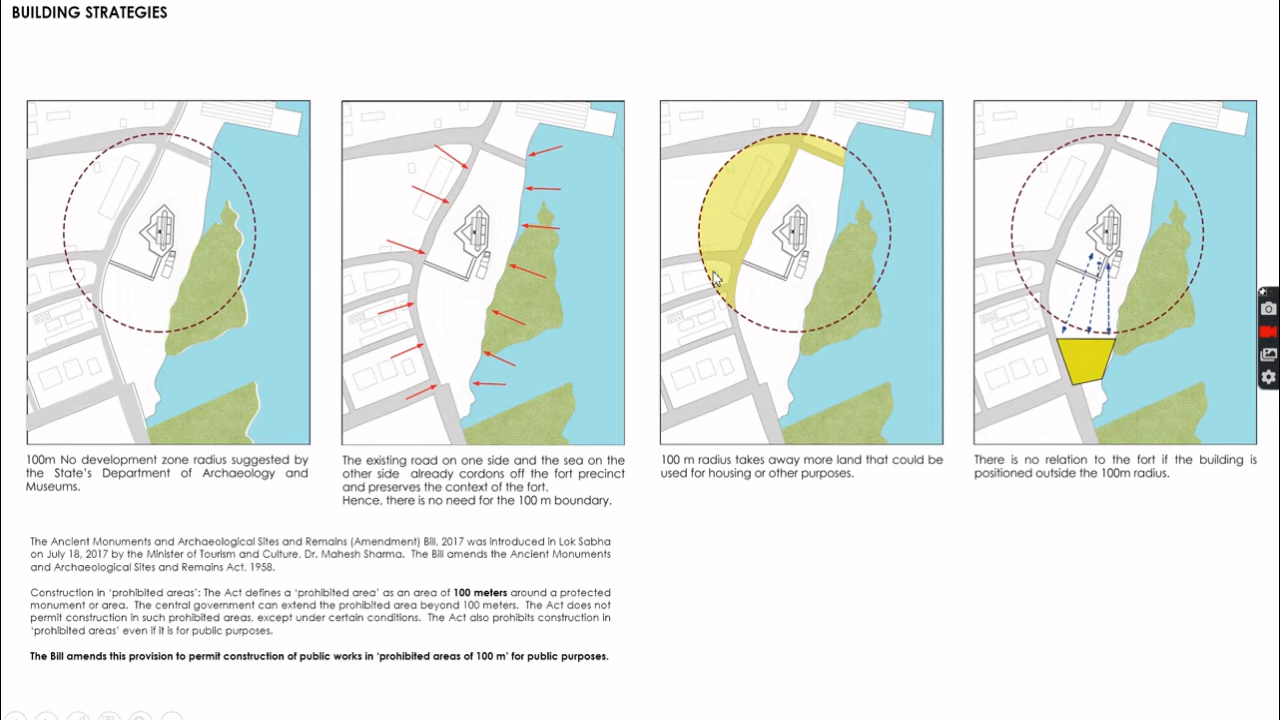 BUILDING STRATEGIES
100m No development zone radius suggested by
the State's Department of Archaeology and
Museums.
The existing road on one side and the sea on the
other side already cordons off the fort precinct
and preserves the context of the fort.
Hence, there is no need for the 100 m boundary.
100 m radius takes away more land that could be
used for housing or other purposes.
There is no relation to the fort if the building is
positioned outside the 100m radius.
The Ancient Monuments and Archaeological Sites and Remains (Amendment) Bill, 2017 was introduced in Lok Sabha
on July 18, 2017 by the Minister of Tourism and Culture, Dr. Mahesh Sharma. The Bill amends the Ancient Monuments
and Archaeological Sites and Remains Act, 1958.
Construction in 'prohibited areas': The Act defines a 'prohibited area' as an area of 100 meters around a protected
monument or area. The central government can extend the prohibited area beyond 100 meters. The Act does not
permit construction in such prohibited areas, except under certain conditions. The Act also prohibits construction in
'prohibited areas' even if it is for public purposes.
The Bill amends this provision to permit construction of public works in 'prohibited areas of 100 m' for public purposes.